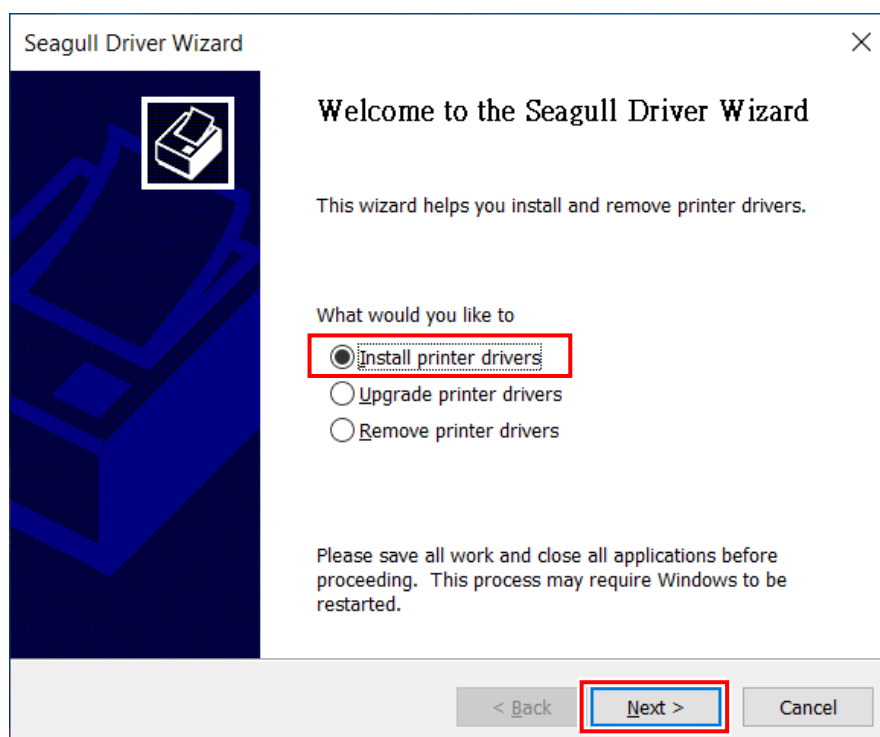 Seagull Driver Wizard
Welcome to the Seagull Driver Wizard
This wizard helps you install and remove printer drivers.
What would you like to
Install printer drivers
Upgrade printer drivers
Remove printer drivers
Please save all work and close all applications before
proceeding. This process may require Windows to be
restarted.
< Back Next > Cancel